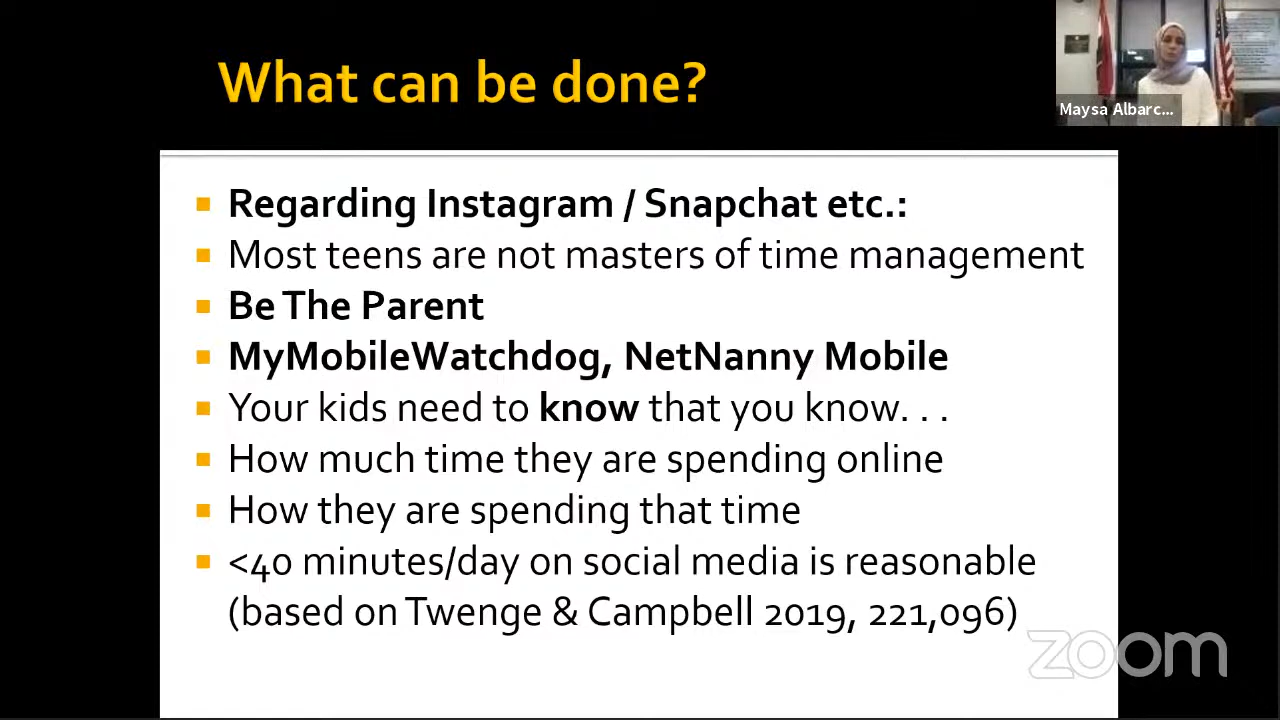 What can be done?
Maysa Albarc...
Regarding Instagram / Snapchat etc.:
Most teens are not masters of time management
Be The Parent
MyMobileWatchdog, NetNanny Mobile
Your kids need to know that you know. . .
How much time they are spending online
How they are spending that time
<40 minutes/day on social media is reasonable
(based on Twenge & Campbell 2019, 221,096)
zoom